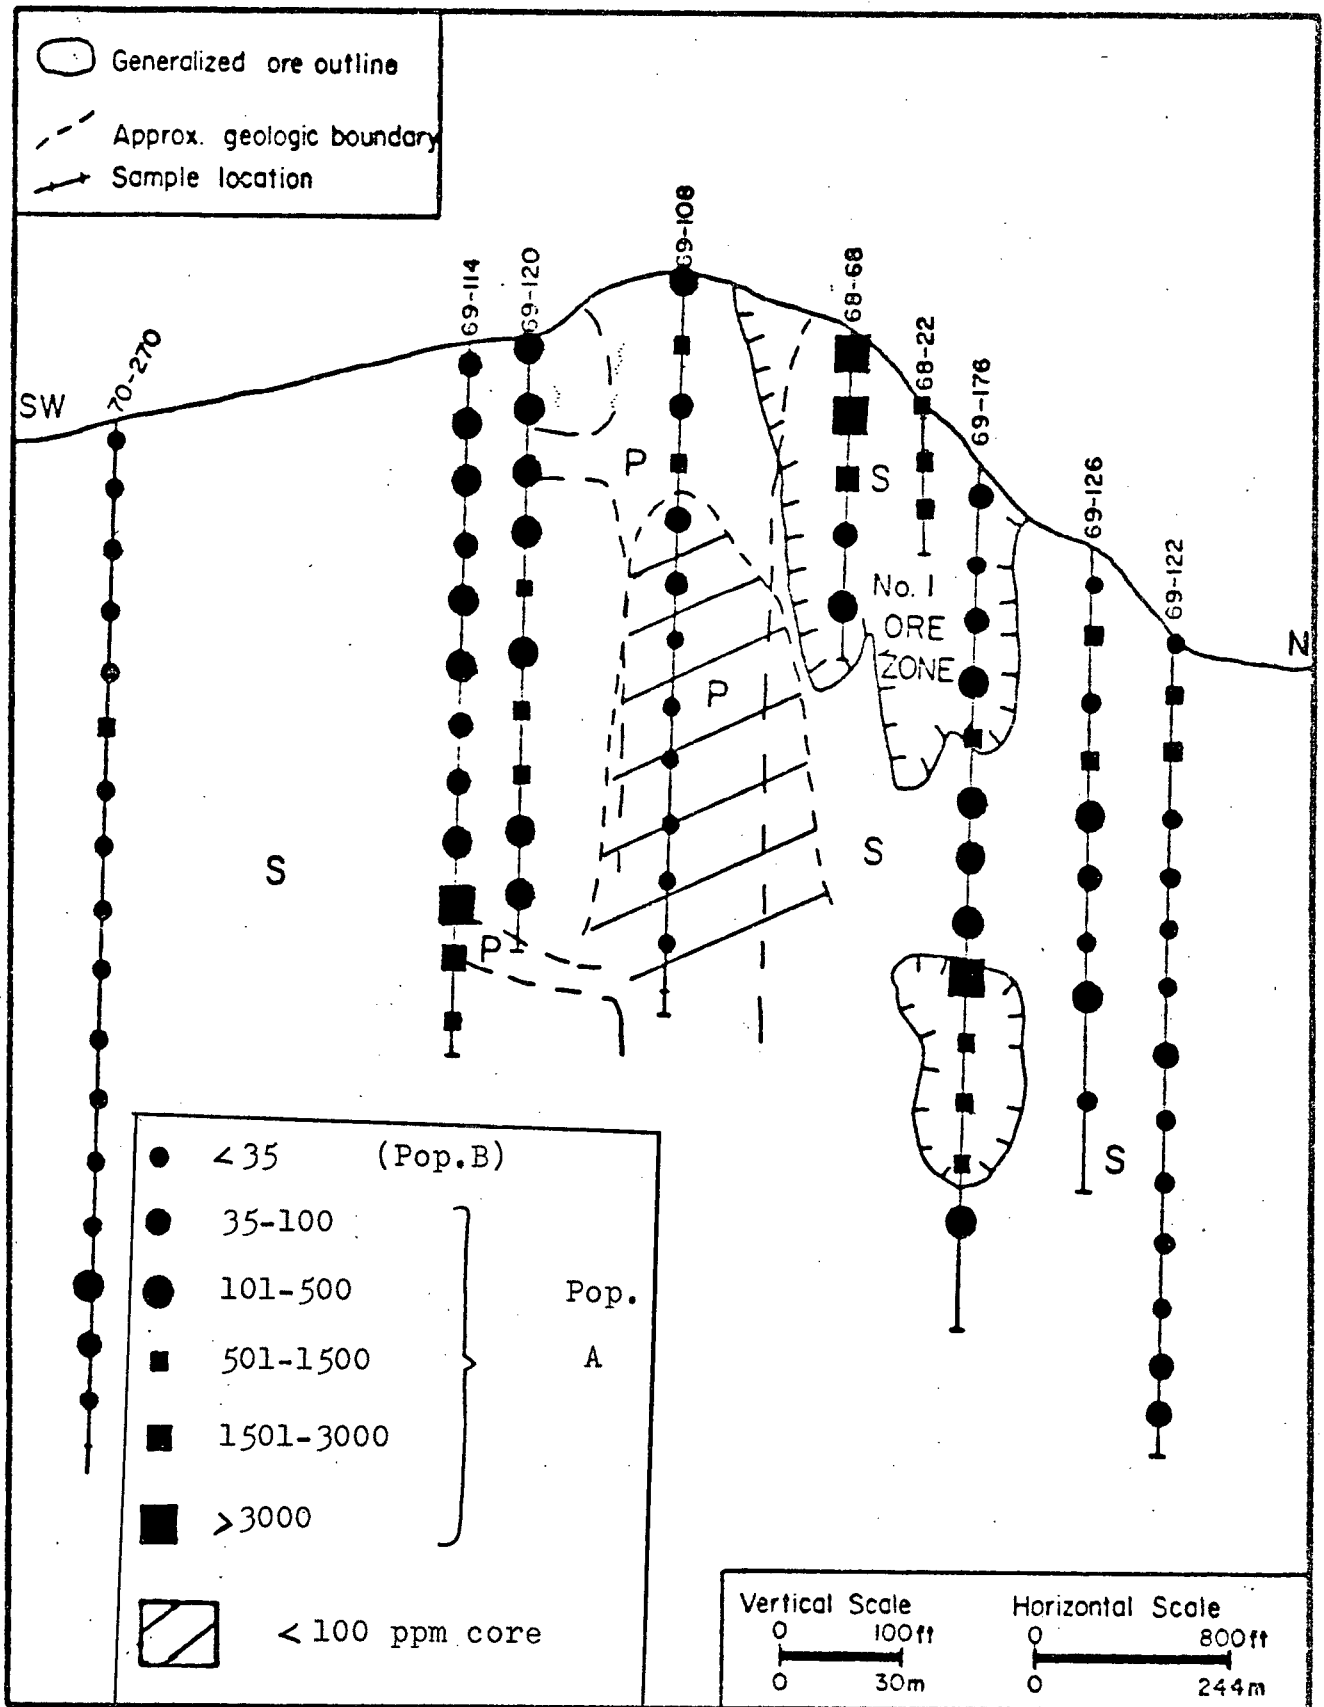 Generalized ore outline
Approx. geologic boundary
Sample location
69-108
69-114
69-120
68-68
68-22
69-176
70-270
69-126
69-122
SW
N
P
S
No. 1
ORE
ZONE
P
S
S
P
S
<35 (Pop.B)
35-100
101-500 Pop.
501-1500 A
1501-3000
>3000
<100 ppm core
Vertical Scale
0 100ft
0 30m
Horizontal Scale
0 800ft
0 244m